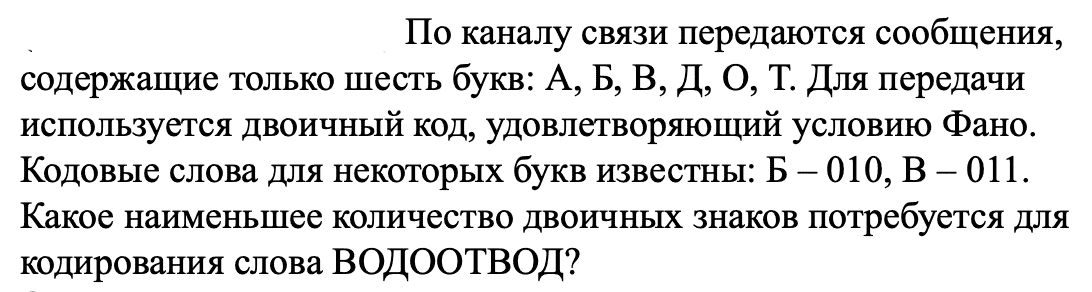 По каналу связи передаются сообщения,
содержащие только шесть букв: А, Б, В, Д, О, Т. Для передачи
используется двоичный код, удовлетворяющий условию Фано.
Кодовые слова для некоторых букв известны: Б – 010, В – 011.
Какое наименьшее количество двоичных знаков потребуется для
кодирования слова ВОДООТВОД?